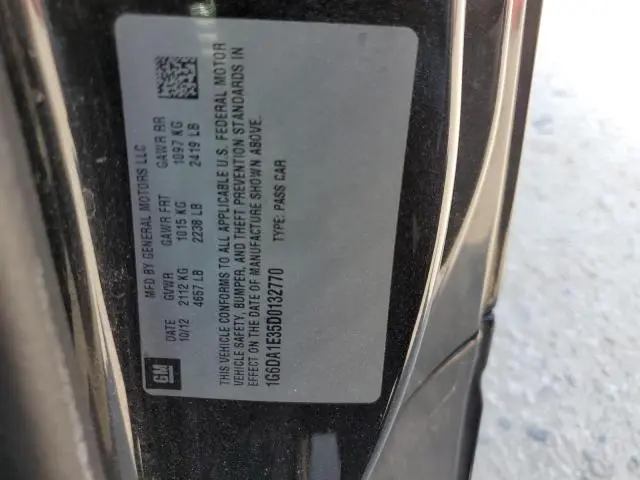 GM
MFD BY GENERAL MOTORS LLC
DATE GVWR GAWR FRT GAWR RR
10/12 2112 KG 1015 KG 1097 KG
4657 LB 2238 LB 2419 LB
THIS VEHICLE CONFORMS TO ALL APPLICABLE U.S. FEDERAL MOTOR
VEHICLE SAFETY, BUMPER, AND THEFT PREVENTION STANDARDS IN
EFFECT ON THE DATE OF MANUFACTURE SHOWN ABOVE.
1G6DA1E35D0132770 TYPE: PASS CAR